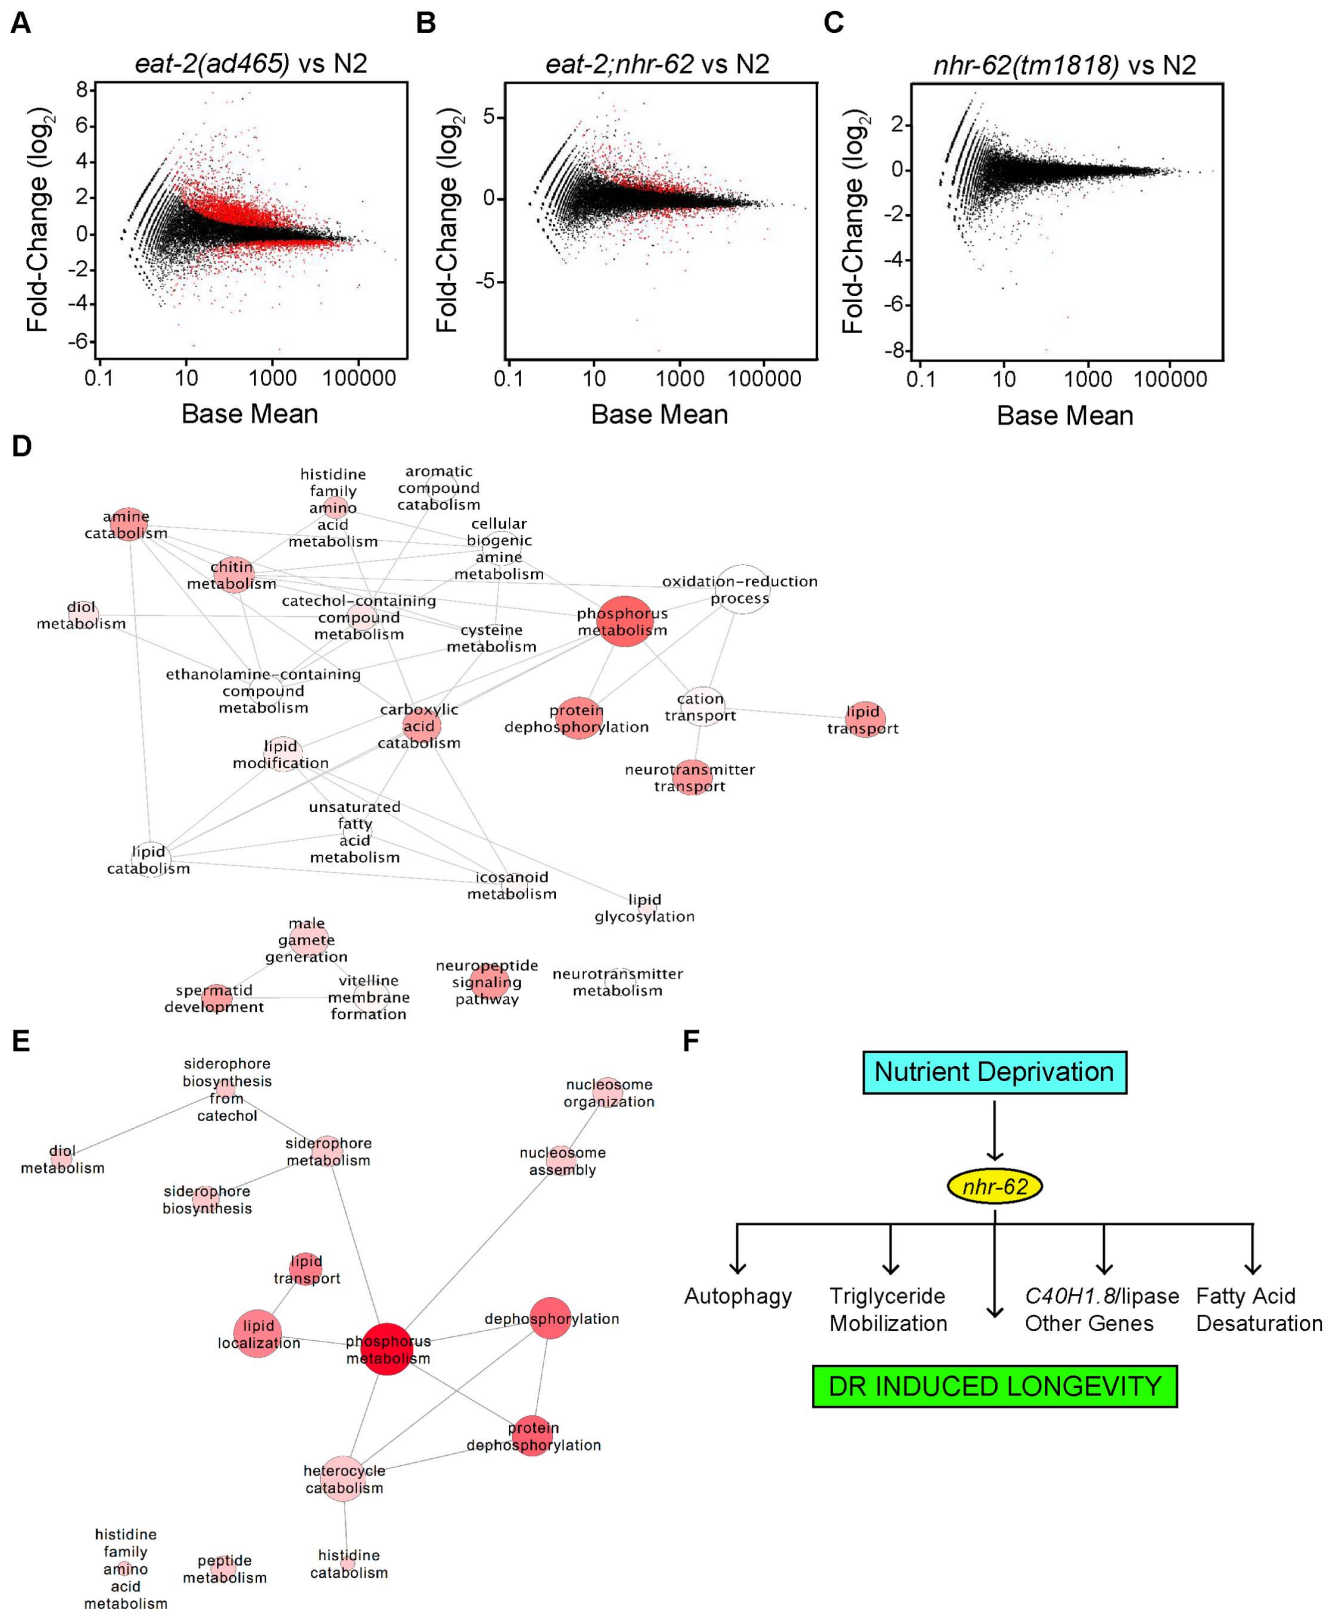 A
eat-2(ad465) vs N2
Fold-Change (log2)
8
6
4
2
0
-2
-4
-6
0.1
10
1000
100000
Base Mean
B
eat-2;nhr-62 vs N2
Fold-Change (log2)
5
0
-5
0.1
10
1000
100000
Base Mean
C
nhr-62(tm1818) vs N2
Fold-Change (log2)
2
0
-2
-4
-6
-8
0.1
10
1000
100000
Base Mean
D
histidine
family
amino
acid
metabolism
aromatic
compound
catabolism
amine
catabolism
cellular
biogenic
amine
metabolism
chitin
metabolism
oxidation-reduction
process
diol
metabolism
catechol-containing
compound
metabolism
phosphorus
metabolism
cysteine
metabolism
ethanolamine-containing
compound
metabolism
carboxylic
acid
catabolism
protein
dephosphorylation
cation
transport
lipid
transport
lipid
modification
neurotransmitter
transport
unsaturated
fatty
acid
metabolism
lipid
catabolism
icosanoid
metabolism
lipid
glycosylation
male
gamete
generation
spermatid
development
vitelline
membrane
formation
neuropeptide
signaling
pathway
neurotransmitter
metabolism
E
siderophore
biosynthesis
from
catechol
nucleosome
organization
diol
metabolism
siderophore
metabolism
nucleosome
assembly
siderophore
biosynthesis
lipid
transport
lipid
localization
phosphorus
metabolism
dephosphorylation
protein
dephosphorylation
heterocycle
catabolism
histidine
family
amino
acid
metabolism
peptide
metabolism
histidine
catabolism
F
Nutrient Deprivation
nhr-62
Autophagy
Triglyceride
Mobilization
C40H1.8/lipase
Other Genes
Fatty Acid
Desaturation
DR INDUCED LONGEVITY